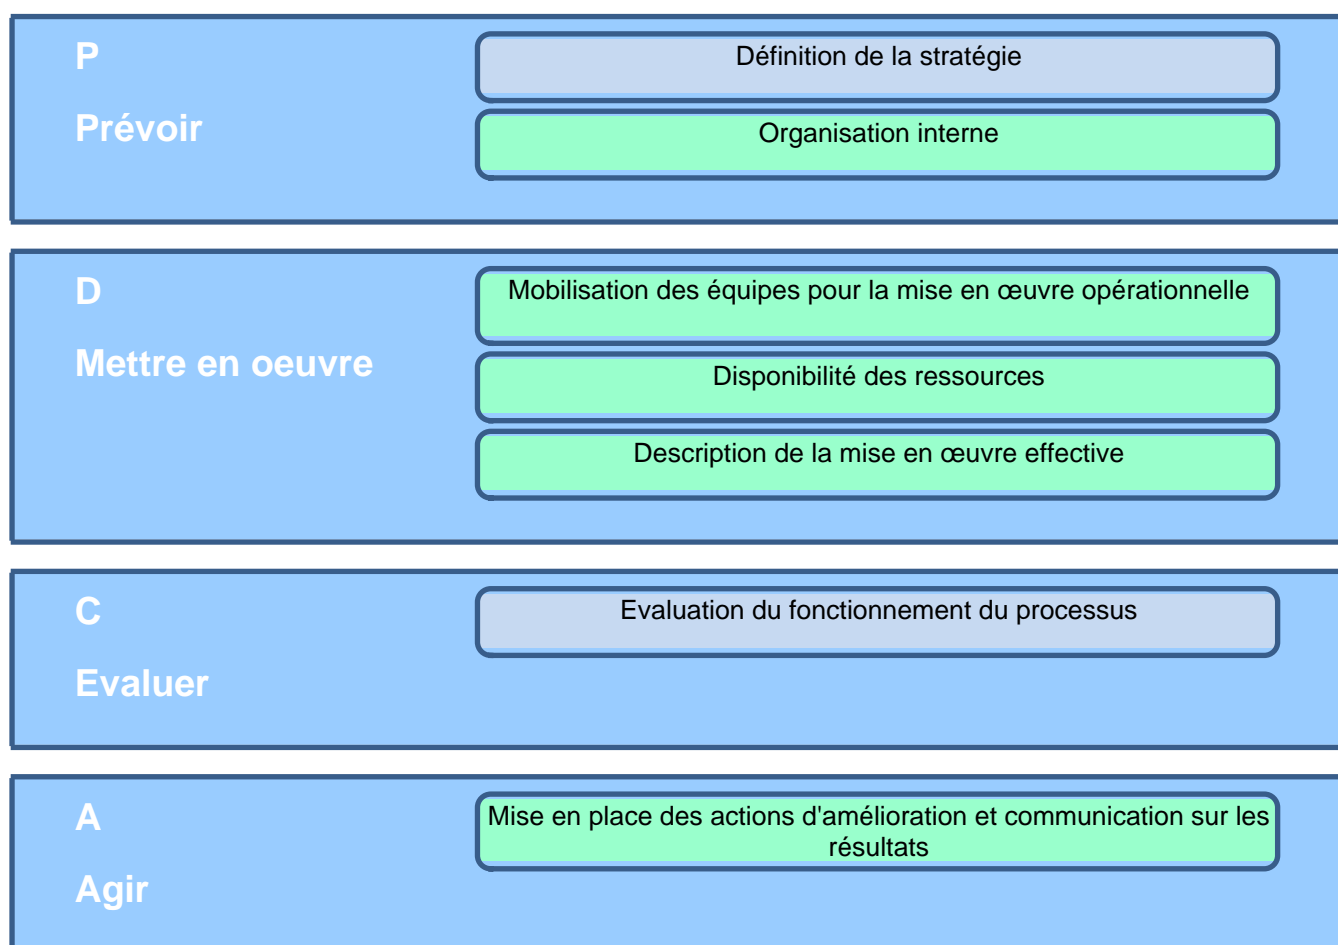 P
Prévoir
Définition de la stratégie
Organisation interne
D
Mettre en oeuvre
Mobilisation des équipes pour la mise en œuvre opérationnelle
Disponibilité des ressources
Description de la mise en œuvre effective
C
Evaluer
Evaluation du fonctionnement du processus
A
Agir
Mise en place des actions d'amélioration et communication sur les
résultats